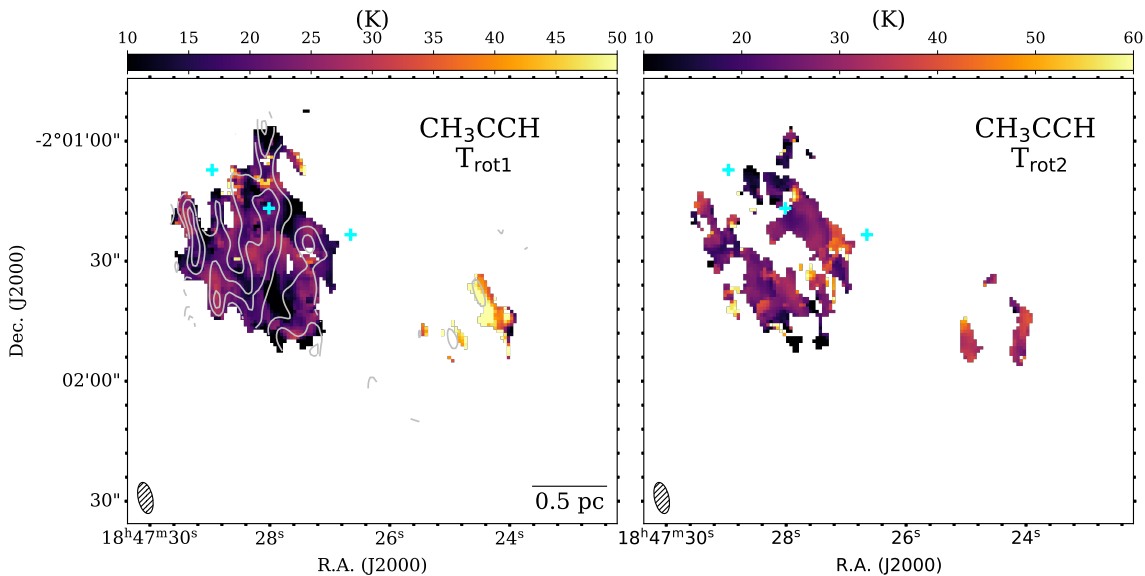 (K)
10 15 20 25 30 35 40 45 50
CH₃CCH
Tᵣₒₜ₁
-2°01'00"
30"
02'00"
30"
Dec. (J2000)
0.5 pc
18ʰ47ᵐ30ˢ 28ˢ 26ˢ 24ˢ
R.A. (J2000)
(K)
10 20 30 40 50 60
CH₃CCH
Tᵣₒₜ₂
18ʰ47ᵐ30ˢ 28ˢ 26ˢ 24ˢ
R.A. (J2000)